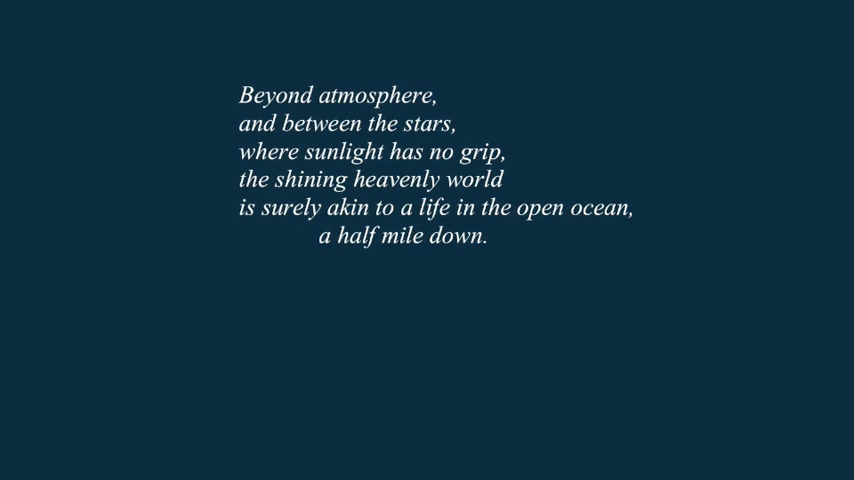 Beyond atmosphere,
and between the stars,
where sunlight has no grip,
the shining heavenly world
is surely akin to a life in the open ocean,
a half mile down.